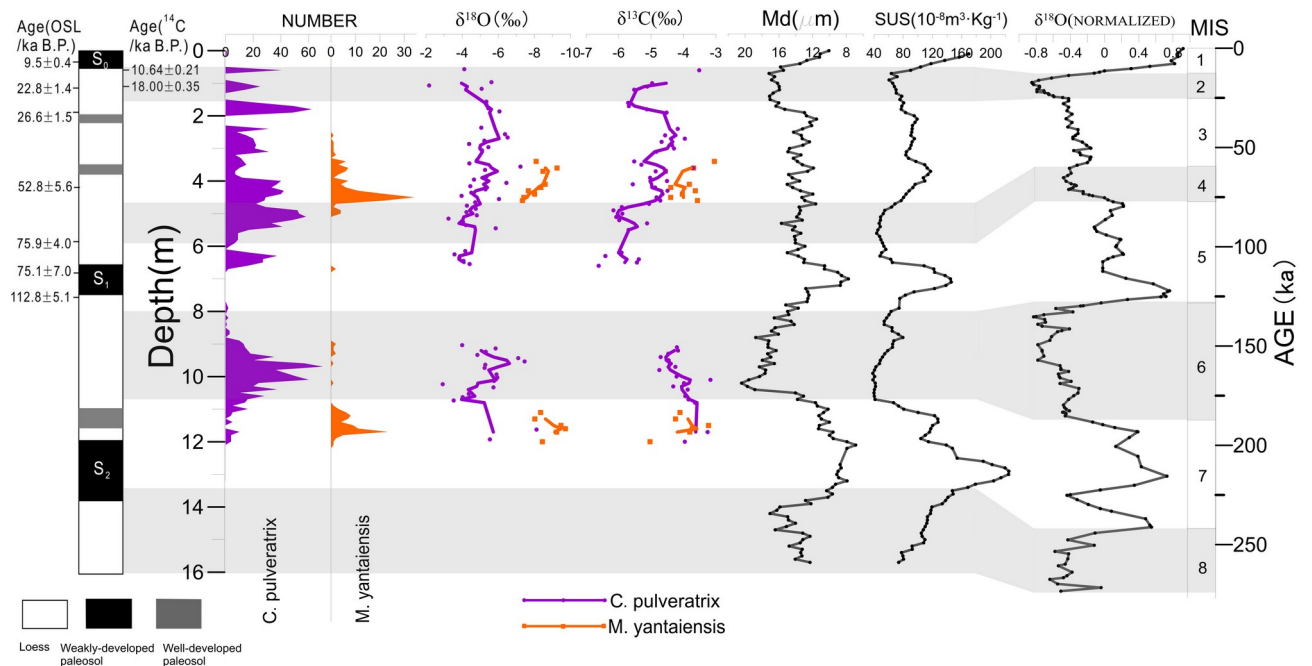 Age(OSL
/ka B.P.)
Age(¹⁴C
/ka B.P.)
NUMBER
δ¹⁸O(‰)
δ¹³C(‰)
Md(μm)
SUS(10⁻⁸m³·Kg⁻¹)
δ¹⁸O(NORMALIZED)
MIS
0 20 40 60
0 10 20 30
-2 -4 -6 -8 -10
-7 -6 -5 -4 -3
20 16 12 8
40 80 120 160 200
-0.8 -0.4 0 0.4 0.8
9.5±0.4
22.8±1.4
26.6±1.5
52.8±5.6
75.9±4.0
75.1±7.0
112.8±5.1
S₀
S₁
S₂
10.64±0.21
18.00±0.35
Depth(m)
0
2
4
6
8
10
12
14
16
C. pulveratrix
M. yantaiensis
1
2
3
4
5
6
7
8
0
50
100
150
200
250
AGE(ka)
C. pulveratrix
M. yantaiensis
Loess
Weakly-developed
paleosol
Well-developed
paleosol